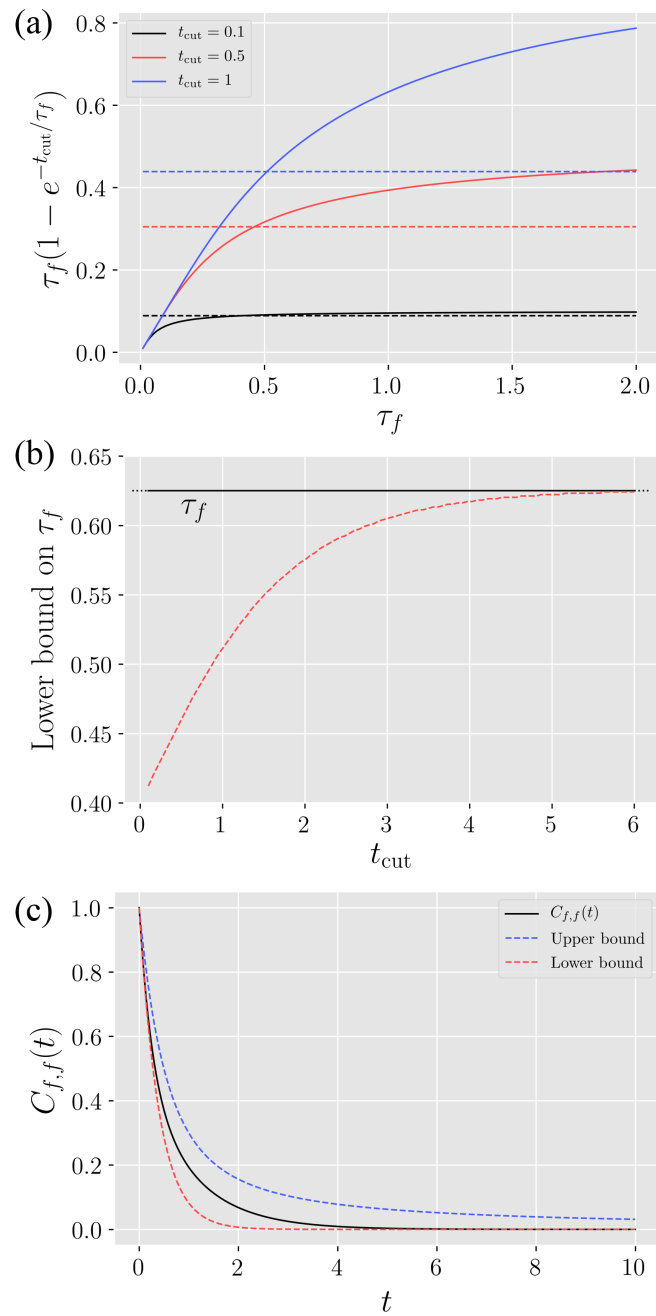 (a)
0.8
0.6
0.4
0.2
0.0
τ_f(1 − e^{−t_cut/τ_f})
t_cut = 0.1
t_cut = 0.5
t_cut = 1
0.0 0.5 1.0 1.5 2.0
τ_f
(b)
0.65
0.60
0.55
0.50
0.45
0.40
Lower bound on τ_f
τ_f
0 1 2 3 4 5 6
t_cut
(c)
1.0
0.8
0.6
0.4
0.2
0.0
C_{f,f}(t)
C_{f,f}(t)
Upper bound
Lower bound
0 2 4 6 8 10
t